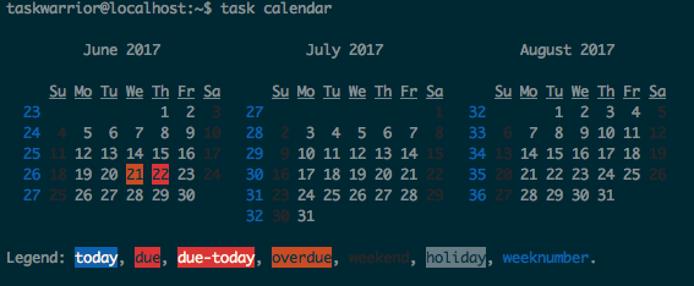 taskwarrior@localhost:~$ task calendar
June 2017 July 2017 August 2017
Su Mo Tu We Th Fr Sa Su Mo Tu We Th Fr Sa Su Mo Tu We Th Fr Sa
23 1 2 3 27 1 32 1 2 3 4 5
24 4 5 6 7 8 9 10 28 2 3 4 5 6 7 8 33 6 7 8 9 10 11 12
25 11 12 13 14 15 16 17 29 9 10 11 12 13 14 15 34 13 14 15 16 17 18 19
26 18 19 20 21 22 23 24 30 16 17 18 19 20 21 22 35 20 21 22 23 24 25 26
27 25 26 27 28 29 30 31 23 24 25 26 27 28 29 36 27 28 29 30 31
32 30 31
Legend: today, due, due-today, overdue, weekend, holiday, weeknumber.